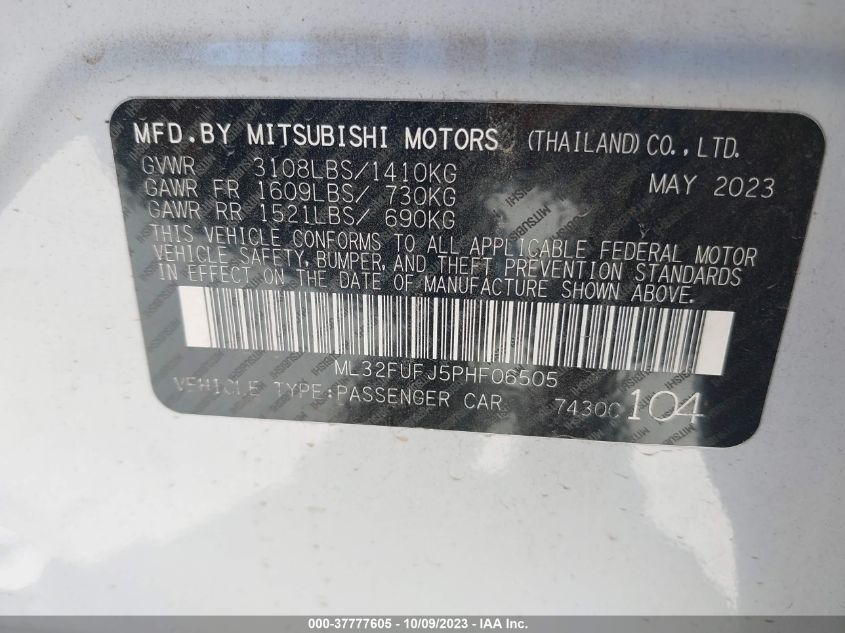 MFD.BY MITSUBISHI MOTORS (THAILAND) CO., LTD.
GVWR 3108LBS/1410KG MAY 2023
GAWR FR 1609LBS/ 730KG
GAWR RR 1521LBS/ 690KG
THIS VEHICLE CONFORMS TO ALL APPLICABLE FEDERAL MOTOR
VEHICLE SAFETY, BUMPER, AND THEFT PREVENTION STANDARDS
IN EFFECT ON THE DATE OF MANUFACTURE SHOWN ABOVE.
ML32FUFJ5PHF06505
VEHICLE TYPE:PASSENGER CAR 7430C 104
000-37777605 - 10/09/2023 - IAA Inc.